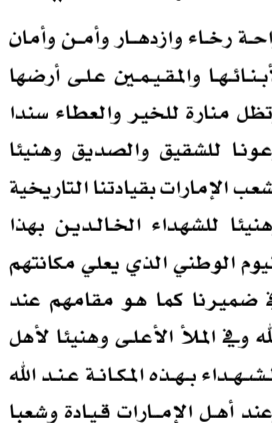 احة رخاء وازدهار وأمن وأمان
أبنائها والمقيمين على أرضها
تظل منارة للخير والعطاء سندا
عونا للشقيق والصديق وهنيئا
شعب الإمارات بقيادتنا التاريخية
هنيئا للشهداء الخالدين بهذا
ليوم الوطني الذي يعلي مكانتهم
في ضميرنا كما هو مقامهم عند
لله وفي الملأ الأعلى وهنيئا لأهل
لشهداء بهذه المكانة عند الله
عند أهل الإمارات قيادة وشعبا